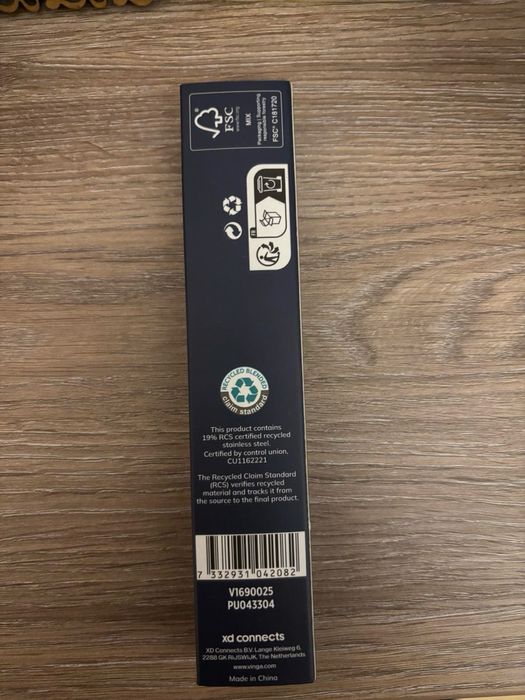 FSC
www.fsc.org
MIX
Packaging | Supporting
responsible forestry
FSC® C181720
RECYCLED BLENDED
claim standard
This product contains
19% RCS certified recycled
stainless steel.
Certified by control union.
CU1162221
The Recycled Claim Standard
(RCS) verifies recycled
material and tracks it from
the source to the final product.
7 332931 042082
V1690025
PU043304
xd connects
XD Connects B.V. Lange Kleiweg 6,
2288 GK RIJSWIJK, The Netherlands
www.vinga.com
Made in China